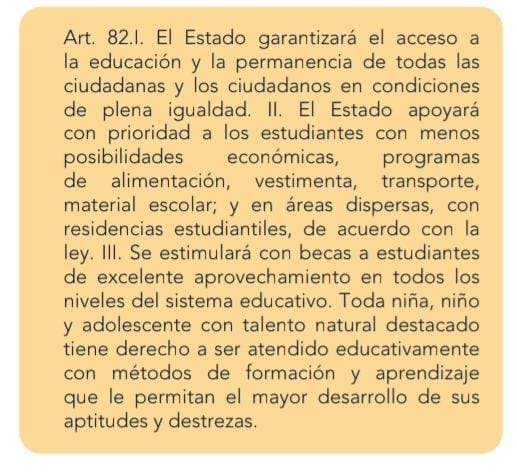 Art. 82.I. El Estado garantizará el acceso a
la educación y la permanencia de todas las
ciudadanas y los ciudadanos en condiciones
de plena igualdad. II. El Estado apoyará
con prioridad a los estudiantes con menos
posibilidades económicas, programas
de alimentación, vestimenta, transporte,
material escolar; y en áreas dispersas, con
residencias estudiantiles, de acuerdo con la
ley. III. Se estimulará con becas a estudiantes
de excelente aprovechamiento en todos los
niveles del sistema educativo. Toda niña, niño
y adolescente con talento natural destacado
tiene derecho a ser atendido educativamente
con métodos de formación y aprendizaje
que le permitan el mayor desarrollo de sus
aptitudes y destrezas.